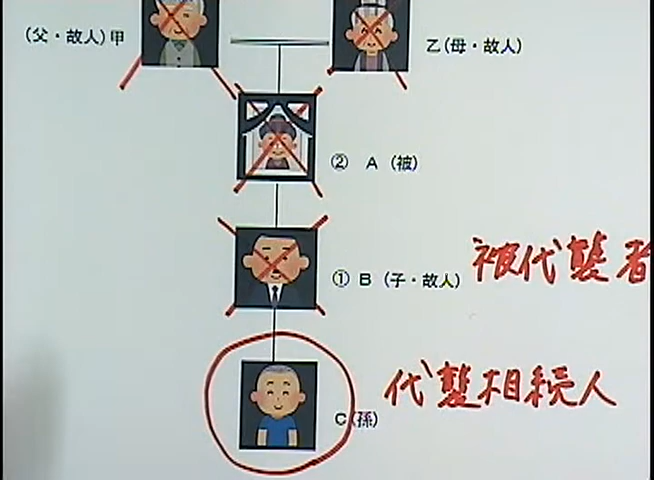 (父・故人)甲
乙(母・故人)
② A (被)
① B (子・故人)
被代襲者
代襲相続人
C(孫)